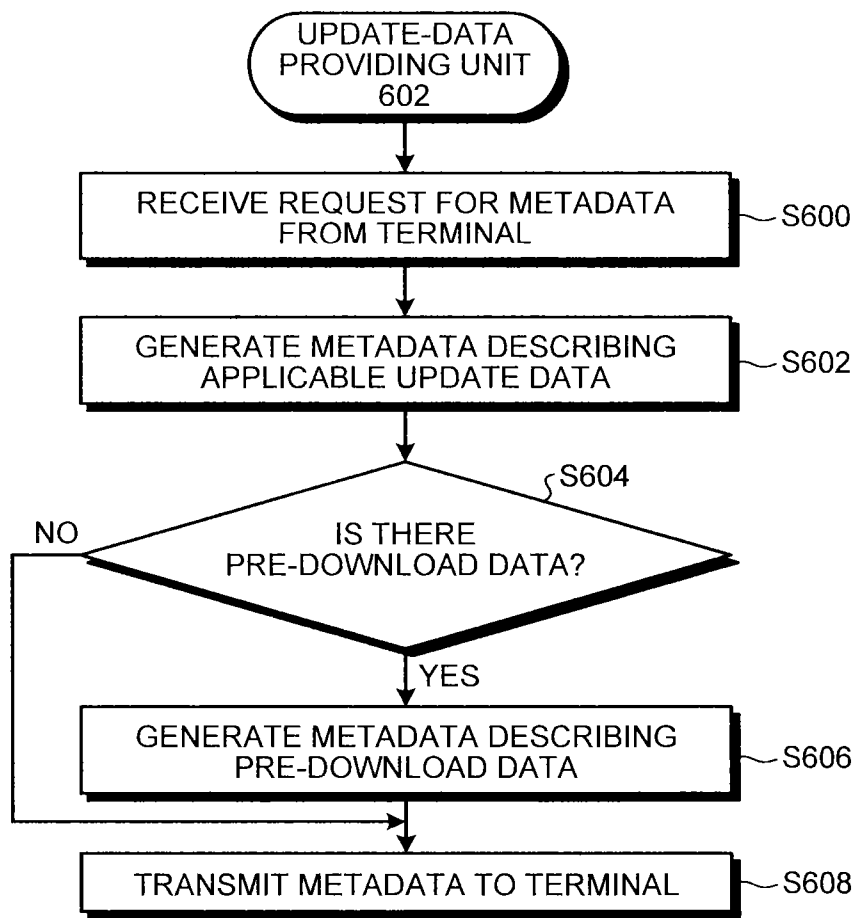 UPDATE-DATA
PROVIDING UNIT
602
RECEIVE REQUEST FOR METADATA
FROM TERMINAL
S600
GENERATE METADATA DESCRIBING
APPLICABLE UPDATE DATA
S602
S604
NO
IS THERE
PRE-DOWNLOAD DATA?
YES
GENERATE METADATA DESCRIBING
PRE-DOWNLOAD DATA
S606
TRANSMIT METADATA TO TERMINAL
S608